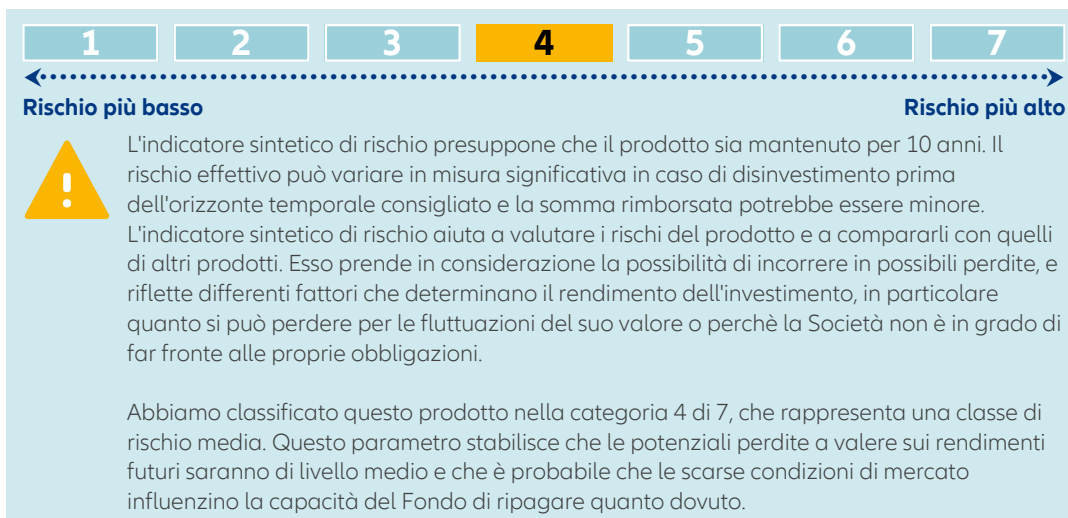 1 2 3 4 5 6 7
Rischio più basso Rischio più alto
L'indicatore sintetico di rischio presuppone che il prodotto sia mantenuto per 10 anni. Il
rischio effettivo può variare in misura significativa in caso di disinvestimento prima
dell'orizzonte temporale consigliato e la somma rimborsata potrebbe essere minore.
L'indicatore sintetico di rischio aiuta a valutare i rischi del prodotto e a compararli con quelli
di altri prodotti. Esso prende in considerazione la possibilità di incorrere in possibili perdite, e
riflette differenti fattori che determinano il rendimento dell'investimento, in particolare
quanto si può perdere per le fluttuazioni del suo valore o perchè la Società non è in grado di
far fronte alle proprie obbligazioni.
Abbiamo classificato questo prodotto nella categoria 4 di 7, che rappresenta una classe di
rischio media. Questo parametro stabilisce che le potenziali perdite a valere sui rendimenti
futuri saranno di livello medio e che è probabile che le scarse condizioni di mercato
influenzino la capacità del Fondo di ripagare quanto dovuto.